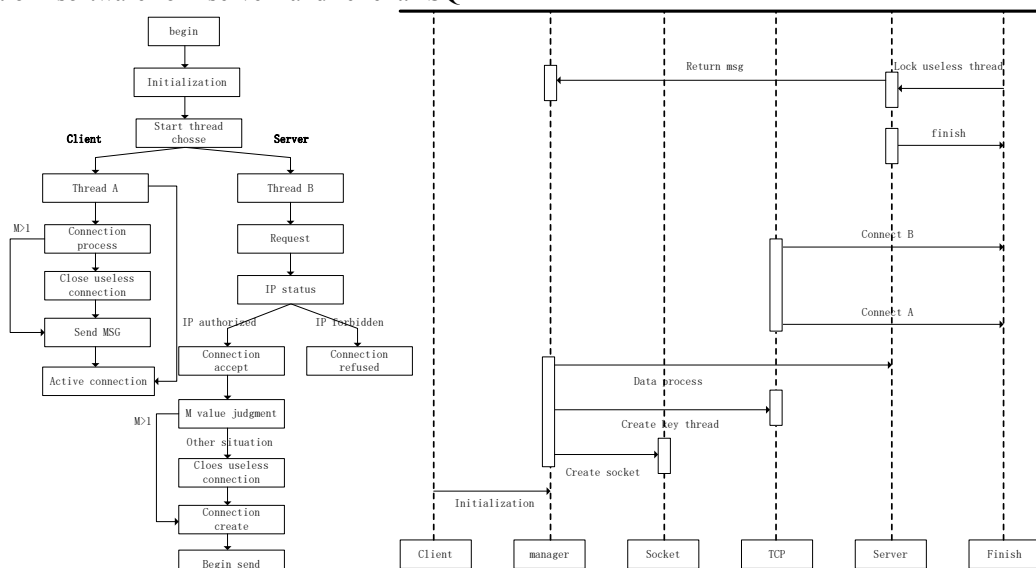 begin
Initialization
Start thread
chosse
Client
Server
Thread A
Thread B
M>1
Connection
process
Request
Close useless
connection
IP status
Send MSG
IP authorized
IP forbidden
Active connection
Connection
accept
Connection
refused
M>1
M value judgment
Other situation
Cloes useless
connection
Connection
create
Begin send
Return msg
Lock useless thread
finish
Connect B
Connect A
Data process
Create key thread
Create socket
Initialization
Client
manager
Socket
TCP
Server
Finish